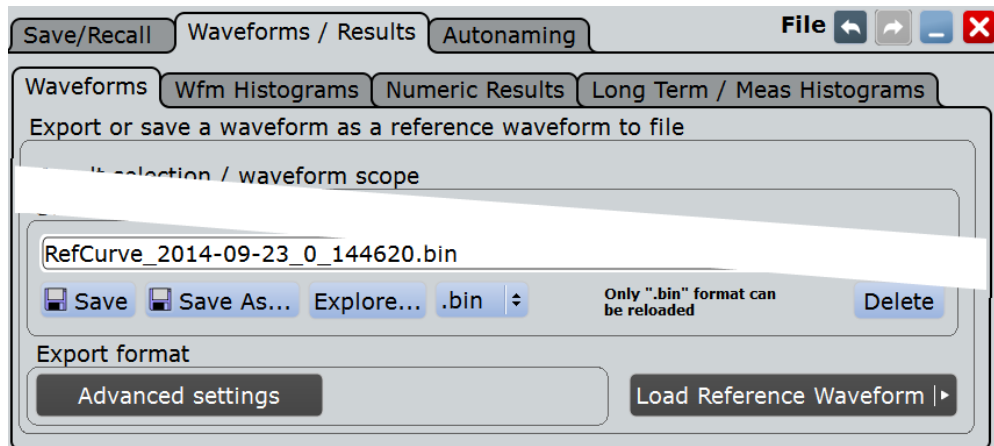 File
Save/Recall Waveforms / Results Autonaming
Waveforms Wfm Histograms Numeric Results Long Term / Meas Histograms
Export or save a waveform as a reference waveform to file
selection / waveform scope
RefCurve_2014-09-23_0_144620.bin
Save Save As... Explore... .bin Only ".bin" format can
be reloaded Delete
Export format
Advanced settings Load Reference Waveform